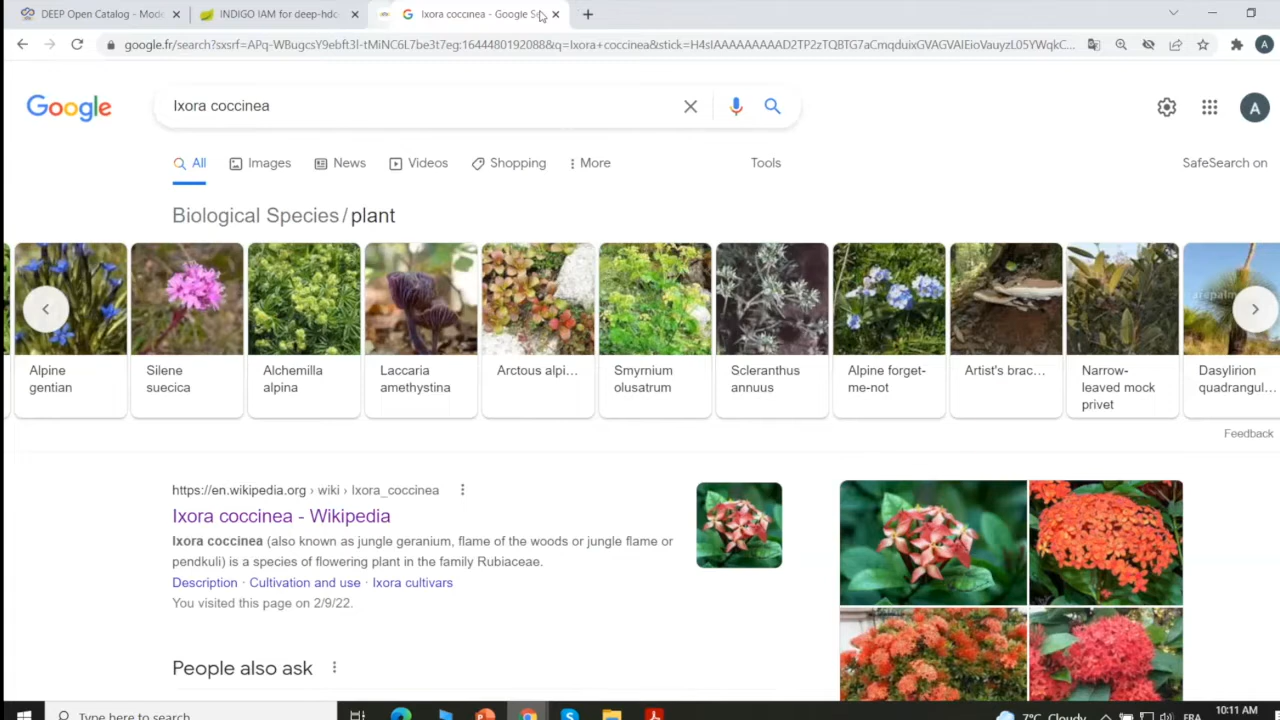 DEEP Open Catalog - Mode
INDIGO IAM for deep-hdc
Ixora coccinea - Google Se
google.fr/search?sxsrf=APq-WBugcsY9ebft3I-tMiNC6L7be3t7eg:1644480192088&q=Ixora+coccinea&stick=H4sIAAAAAAAAAD2TP2zTQBTG7aCmqduixGVAGVAIEioVauyzL05YWqkC...
A
Google
Ixora coccinea
A
All
Images
News
Videos
Shopping
More
Tools
SafeSearch on
Biological Species / plant
Alpine gentian
Silene suecica
Alchemilla alpina
Laccaria amethystina
Arctous alpi...
Smyrnium olusatrum
Scleranthus annuus
Alpine forget-me-not
Artist's brac...
Narrow-leaved mock privet
Dasylirion quadrangul...
Feedback
https://en.wikipedia.org › wiki › Ixora_coccinea
Ixora coccinea - Wikipedia
Ixora coccinea (also known as jungle geranium, flame of the woods or jungle flame or
pendkuli) is a species of flowering plant in the family Rubiaceae.
Description · Cultivation and use · Ixora cultivars
You visited this page on 2/9/22.
People also ask
Type here to search
7°C Cloudy
FRA
10:11 AM